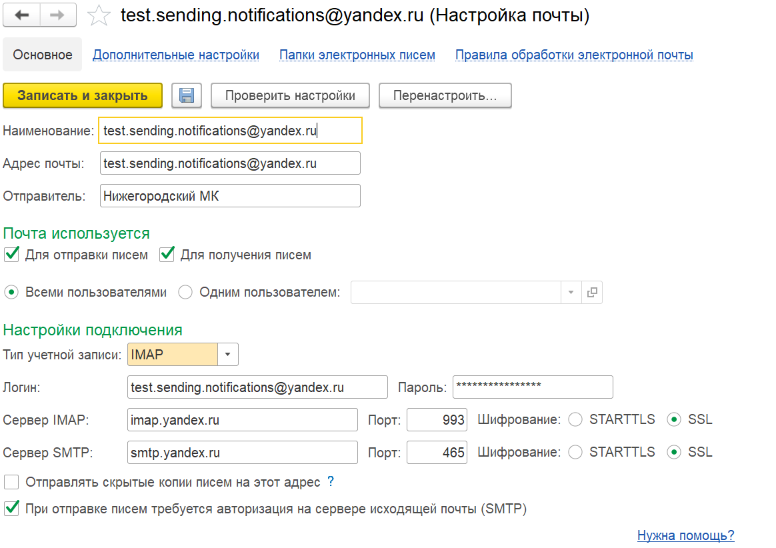 test.sending.notifications@yandex.ru (Настройка почты)
Основное Дополнительные настройки Папки электронных писем Правила обработки электронной почты
Записать и закрыть Проверить настройки Перенастроить...
Наименование: test.sending.notifications@yandex.ru
Адрес почты: test.sending.notifications@yandex.ru
Отправитель: Нижегородский МК
Почта используется
Для отправки писем Для получения писем
Всеми пользователями Одним пользователем:
Настройки подключения
Тип учетной записи: IMAP
Логин: test.sending.notifications@yandex.ru Пароль: ****************
Сервер IMAP: imap.yandex.ru Порт: 993 Шифрование: STARTTLS SSL
Сервер SMTP: smtp.yandex.ru Порт: 465 Шифрование: STARTTLS SSL
Отправлять скрытые копии писем на этот адрес ?
При отправке писем требуется авторизация на сервере исходящей почты (SMTP)
Нужна помощь?